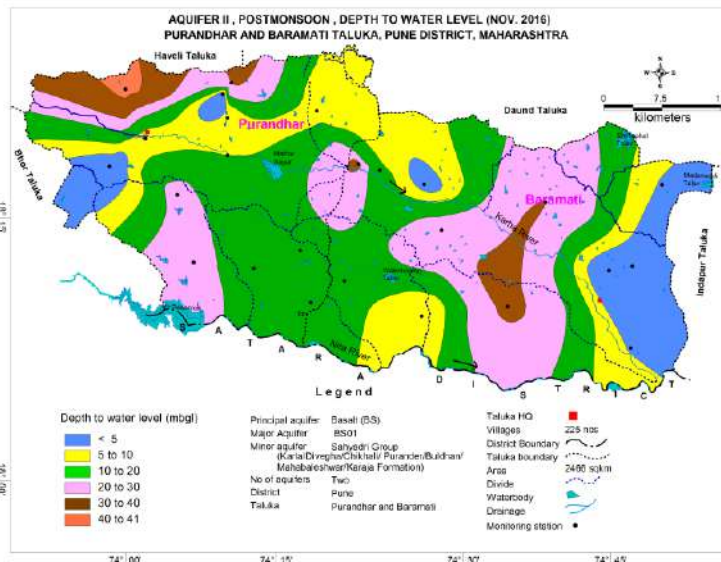 AQUIFER II , POSTMONSOON , DEPTH TO WATER LEVEL (NOV. 2016)
PURANDHAR AND BARAMATI TALUKA, PUNE DISTRICT, MAHARASHTRA
Haveli Taluka
Daund Taluka
0 7.5 1
kilometers
Purandhar
Bhor Taluka
Baramati
Karha River
Indapur Taluka
Nira River
S A T A R A D I S T R I C T
Legend
Depth to water level (mbgl)
< 5
5 to 10
10 to 20
20 to 30
30 to 40
40 to 41
Principal aquifer Basalt (BS)
Major Aquifer BS01
Minor aquifer Sahyadri Group
(Karla/Diveghat/Chikhali/ Purander/Buldhan/
Mahabaleshwar/Karaja Formation)
No of aquifers Two
District Pune
Taluka Purandhar and Baramati
Taluka HQ
Villages 225 nos
District Boundary
Taluka boundary
Area 2466 sqkm
Divide
Waterbody
Drainage
Monitoring station
74° 00' 74° 15' 74° 30' 74° 45'